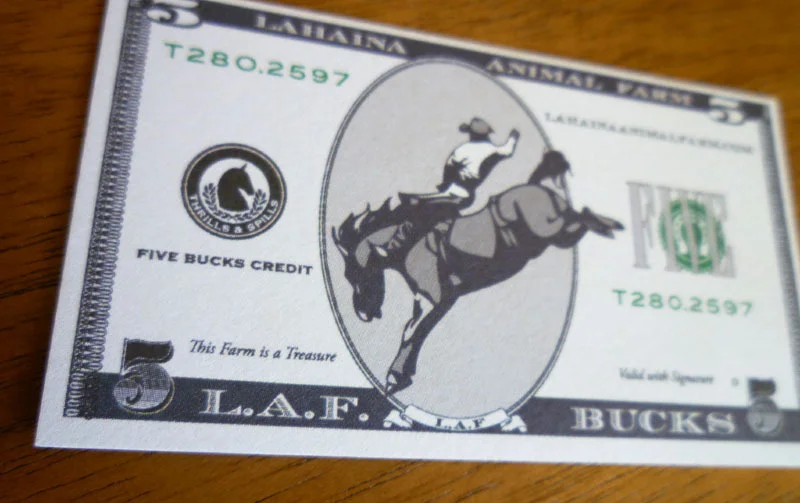 5 LAHAINA ANIMAL FARM 5
T280.2597
LAHAINAANIMALFARM
THRILLS & SPILLS
FIVE
FIVE BUCKS CREDIT
T280.2597
This Farm is a Treasure
Valid with Signature
5 L.A.F. L.A.F BUCKS 5